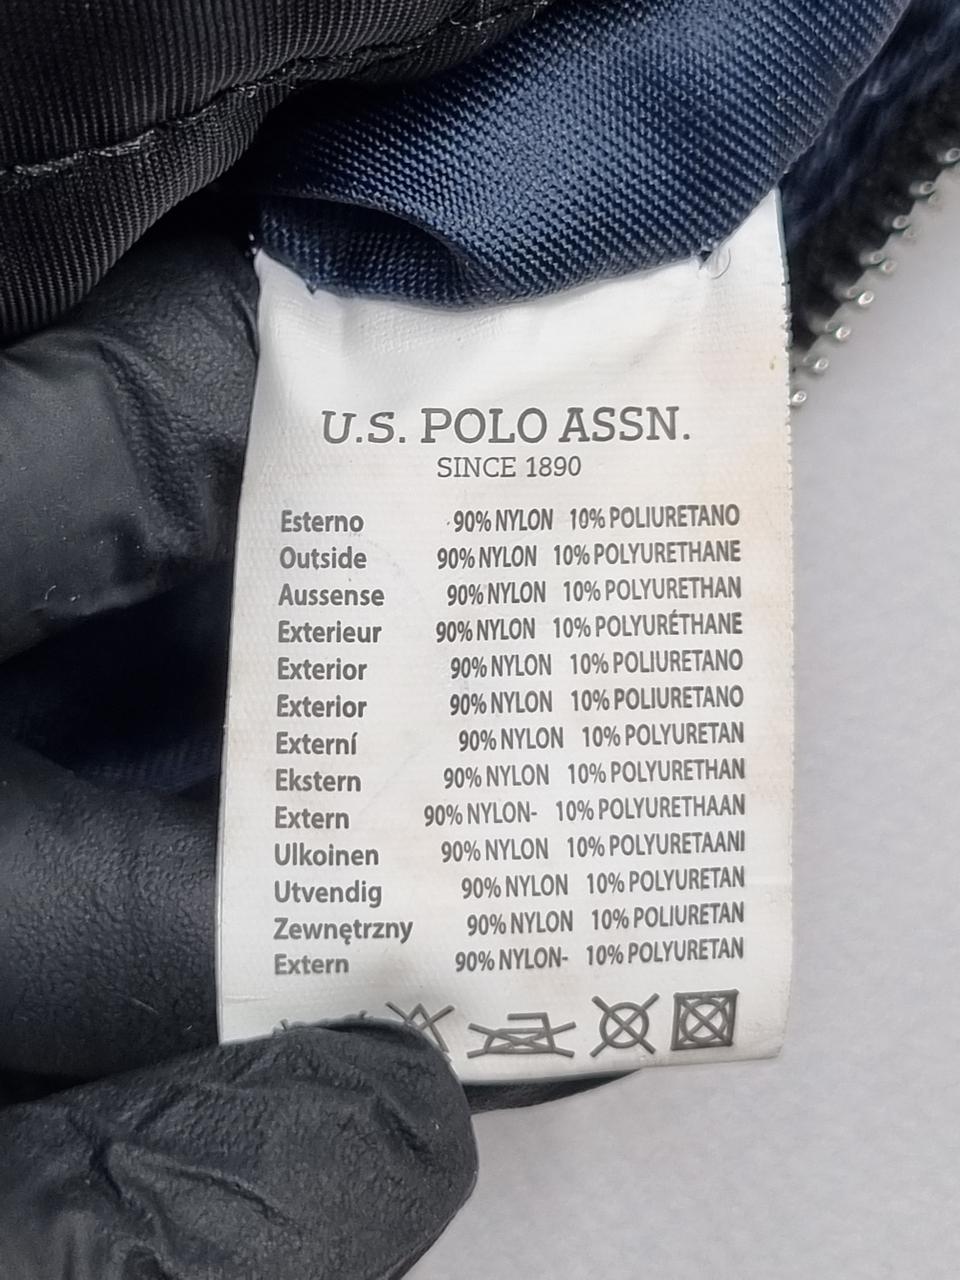 U.S. POLO ASSN.
SINCE 1890
Esterno 90% NYLON 10% POLIURETANO
Outside 90% NYLON 10% POLYURETHANE
Aussense 90% NYLON 10% POLYURETHAN
Exterieur 90% NYLON 10% POLYURÉTHANE
Exterior 90% NYLON 10% POLIURETANO
Exterior 90% NYLON 10% POLIURETANO
Externí 90% NYLON 10% POLYURETAN
Ekstern 90% NYLON 10% POLYURETHAN
Extern 90% NYLON- 10% POLYURETHAAN
Ulkoinen 90% NYLON 10% POLYURETAANI
Utvendig 90% NYLON 10% POLYURETAN
Zewnętrzny 90% NYLON 10% POLIURETAN
Extern 90% NYLON- 10% POLYURETAN